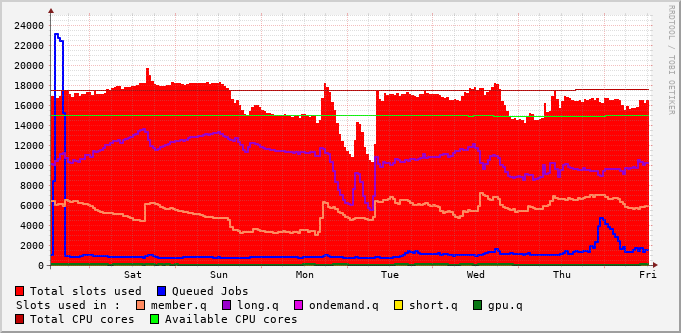 RRDTOOL / TOBI OETIKER
24000
22000
20000
18000
16000
14000
12000
10000
8000
6000
4000
2000
0
Sat Sun Mon Tue Wed Thu Fri
Total slots used Queued Jobs
Slots used in : member.q long.q ondemand.q short.q gpu.q
Total CPU cores Available CPU cores